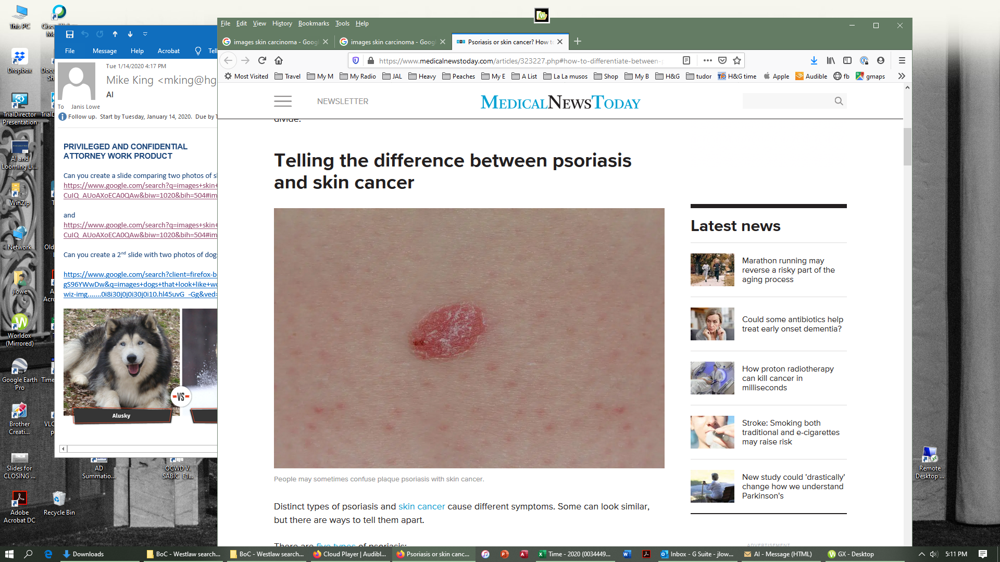 This PC
Dropbox
TrialDirector
Presentation
AI and
Looming Li...
WinZip
Network
jlowe
Worldox
(Mirrored)
Google Earth
Pro
Brother
Creati...
Slides for
CLOSING ...
Adobe
Acrobat DC
Recycle Bin
AD
Summatio...
OCWD V.
SABIC E1...
Remote
Desktop ...
File Message Help Acrobat Tell
Tue 1/14/2020 4:17 PM
Mike King <mking@hg
AI
To Janis Lowe
Follow up. Start by Tuesday, January 14, 2020. Due by T
PRIVILEGED AND CONFIDENTIAL
ATTORNEY WORK PRODUCT
Can you create a slide comparing two photos of sk
https://www.google.com/search?q=images+skin+
CuIQ_AUoAXoECA0QAw&biw=1020&bih=504#im
and
https://www.google.com/search?q=images+skin+
CuIQ_AUoAXoECA0QAw&biw=1020&bih=504#im
Can you create a 2nd slide with two photos of dogs
https://www.google.com/search?client=firefox-b-
gS96YWwDw&q=images+dogs+that+look+like+wo
wiz-img.......0i8i30j0j0i30j0i10.hl45uvG_-Gg&ved=
-VS-
Alusky
File Edit View History Bookmarks Tools Help
images skin carcinoma - Googl
images skin carcinoma - Googl
Psoriasis or skin cancer? How to
https://www.medicalnewstoday.com/articles/323227.php#how-to-differentiate-between-p
Most Visited Travel My M My Radio JAL Heavy Peaches My E A List La La musos Shop My B H&G tudor H&G time Apple Audible fb gmaps
NEWSLETTER
MEDICALNEWSTODAY
divide.
Telling the difference between psoriasis
and skin cancer
People may sometimes confuse plaque psoriasis with skin cancer.
Distinct types of psoriasis and skin cancer cause different symptoms. Some can look similar,
but there are ways to tell them apart.
There are five types of psoriasis:
Latest news
Marathon running may
reverse a risky part of the
aging process
Could some antibiotics help
treat early onset dementia?
How proton radiotherapy
can kill cancer in
milliseconds
Stroke: Smoking both
traditional and e-cigarettes
may raise risk
New study could 'drastically'
change how we understand
Parkinson's
ADVERTISEMENT
Downloads
BoC - Westlaw search...
BoC - Westlaw search...
Cloud Player | Audibl...
Psoriasis or skin canc...
Time - 2020 (0034449...
Inbox - G Suite - jlow...
AI - Message (HTML)
GX - Desktop
5:11 PM